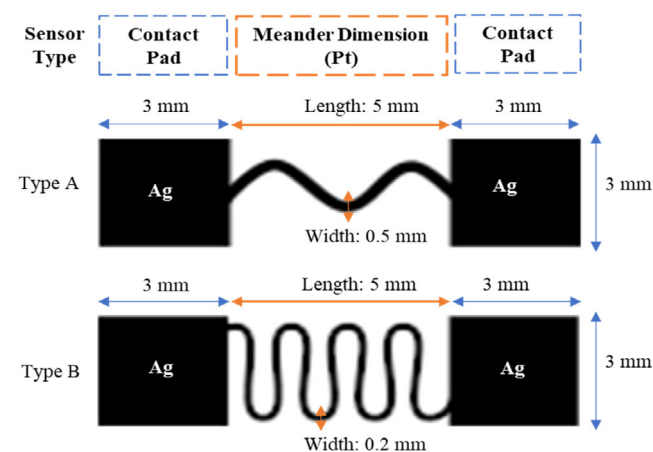 Sensor Type
Contact Pad
Meander Dimension (Pt)
Contact Pad
3 mm
Length: 5 mm
3 mm
Type A
Ag
Ag
3 mm
Width: 0.5 mm
3 mm
Length: 5 mm
3 mm
Type B
Ag
Ag
3 mm
Width: 0.2 mm